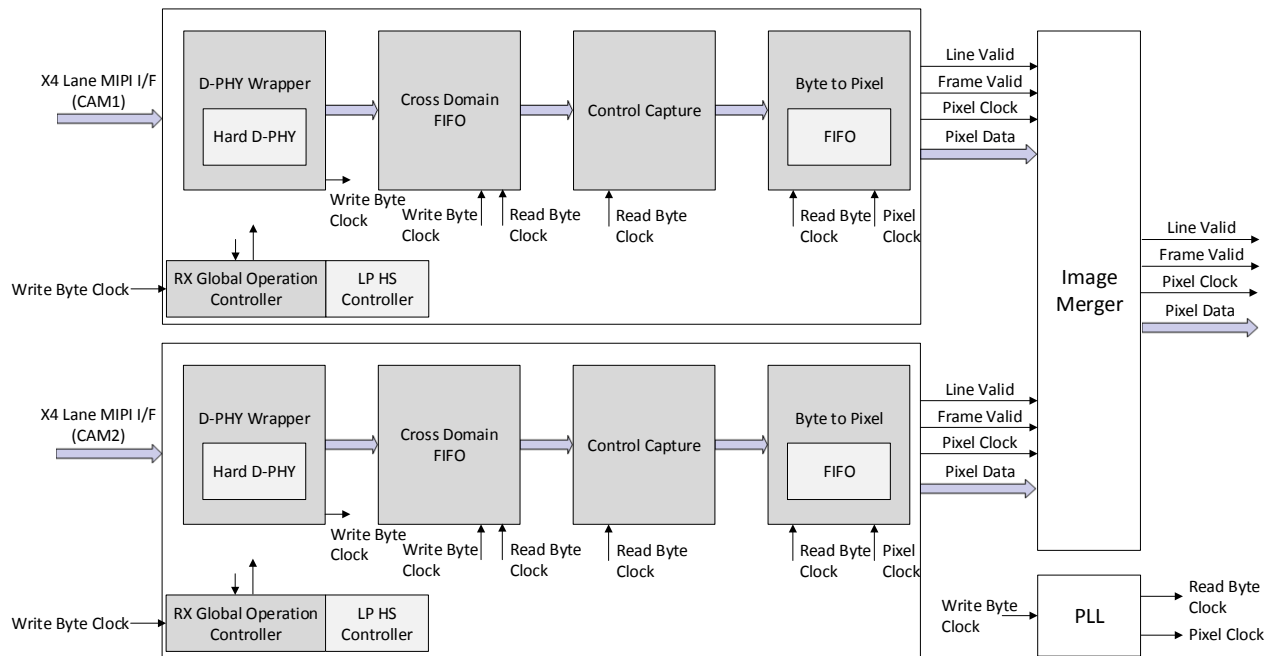 X4 Lane MIPI I/F
(CAM1)
D-PHY Wrapper
Hard D-PHY
Write Byte
Clock
Cross Domain
FIFO
Write Byte
Clock
Read Byte
Clock
Control Capture
Read Byte
Clock
Byte to Pixel
FIFO
Read Byte
Clock
Pixel
Clock
Line Valid
Frame Valid
Pixel Clock
Pixel Data
Write Byte Clock
RX Global Operation
Controller
LP HS
Controller
Image
Merger
Line Valid
Frame Valid
Pixel Clock
Pixel Data
X4 Lane MIPI I/F
(CAM2)
D-PHY Wrapper
Hard D-PHY
Write Byte
Clock
Cross Domain
FIFO
Write Byte
Clock
Read Byte
Clock
Control Capture
Read Byte
Clock
Byte to Pixel
FIFO
Read Byte
Clock
Pixel
Clock
Line Valid
Frame Valid
Pixel Clock
Pixel Data
Write Byte Clock
RX Global Operation
Controller
LP HS
Controller
Write Byte
Clock
PLL
Read Byte
Clock
Pixel Clock